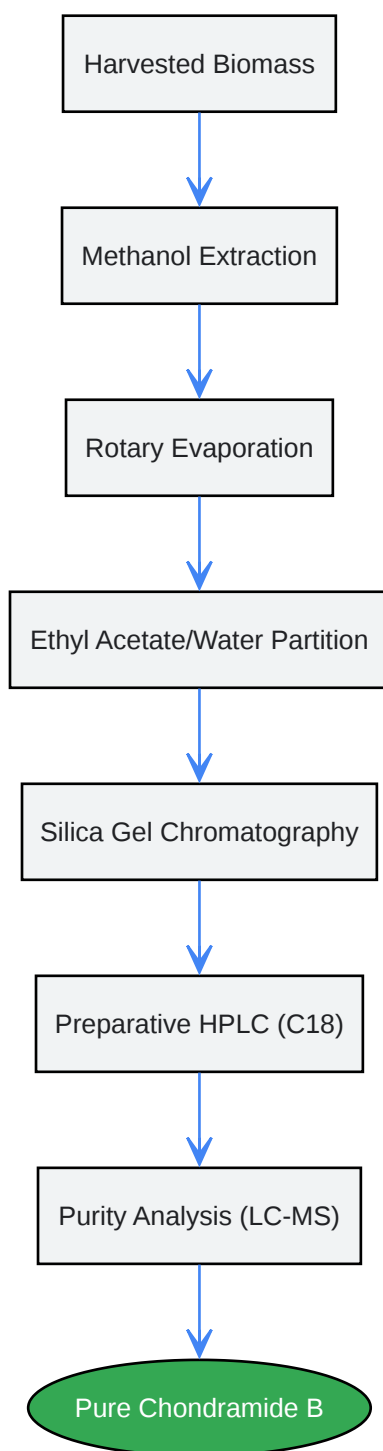 Harvested Biomass
Methanol Extraction
Rotary Evaporation
Ethyl Acetate/Water Partition
Silica Gel Chromatography
Preparative HPLC (C18)
Purity Analysis (LC-MS)
Pure Chondramide B